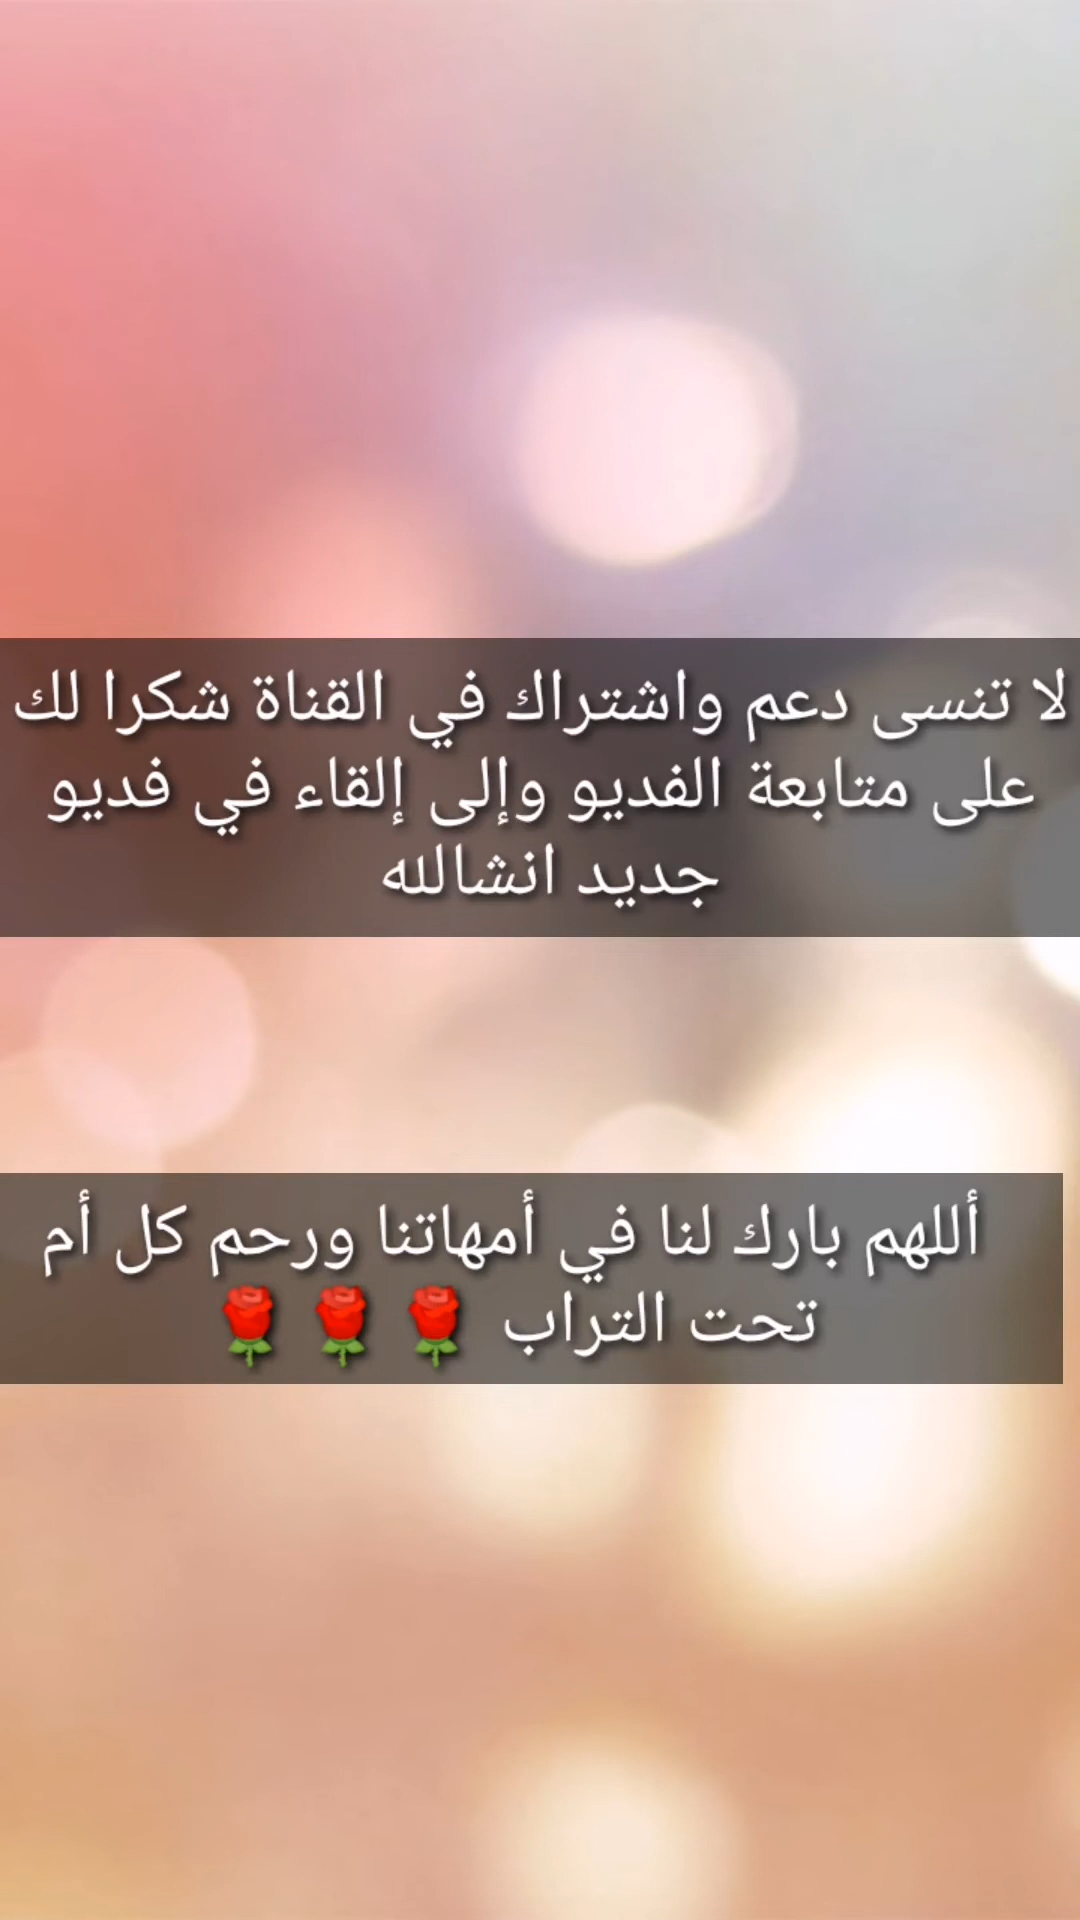 لا تنسى دعم واشتراك في القناة شكرا لك
على متابعة الفديو وإلى إلقاء في فديو
جديد انشالله
أللهم بارك لنا في أمهاتنا ورحم كل أم
تحت التراب 🌹🌹🌹